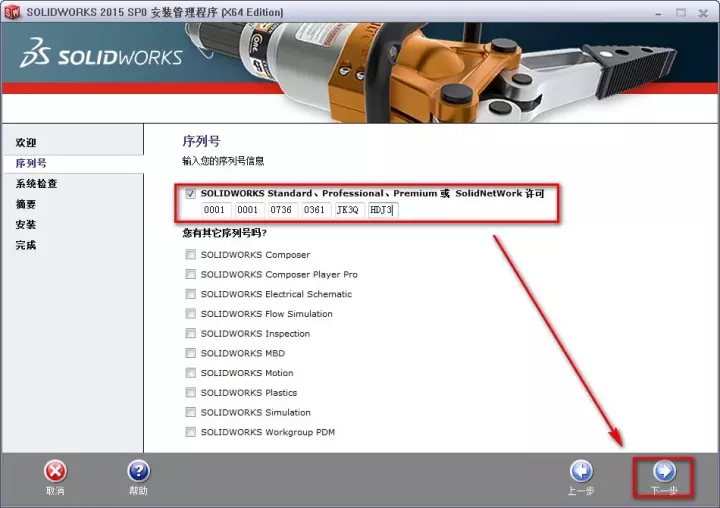 SOLIDWORKS 2015 SP0 安装管理程序 (X64 Edition)
SOLIDWORKS
欢迎
序列号
系统检查
摘要
安装
完成
序列号
输入您的序列号信息
SOLIDWORKS Standard、Professional、Premium 或 SolidNetWork 许可
0001 0001 0736 0361 JK3Q HDJ3
您有其它序列号吗?
SOLIDWORKS Composer
SOLIDWORKS Composer Player Pro
SOLIDWORKS Electrical Schematic
SOLIDWORKS Flow Simulation
SOLIDWORKS Inspection
SOLIDWORKS MBD
SOLIDWORKS Motion
SOLIDWORKS Plastics
SOLIDWORKS Simulation
SOLIDWORKS Workgroup PDM
取消 帮助 上一步 下一步